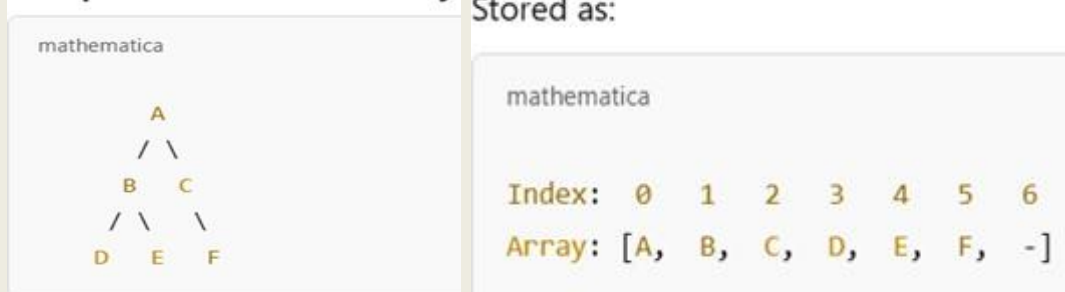 mathematica
A
/ \
B C
/ \ \
D E F
Stored as:
mathematica
Index: 0 1 2 3 4 5 6
Array: [A, B, C, D, E, F, -]